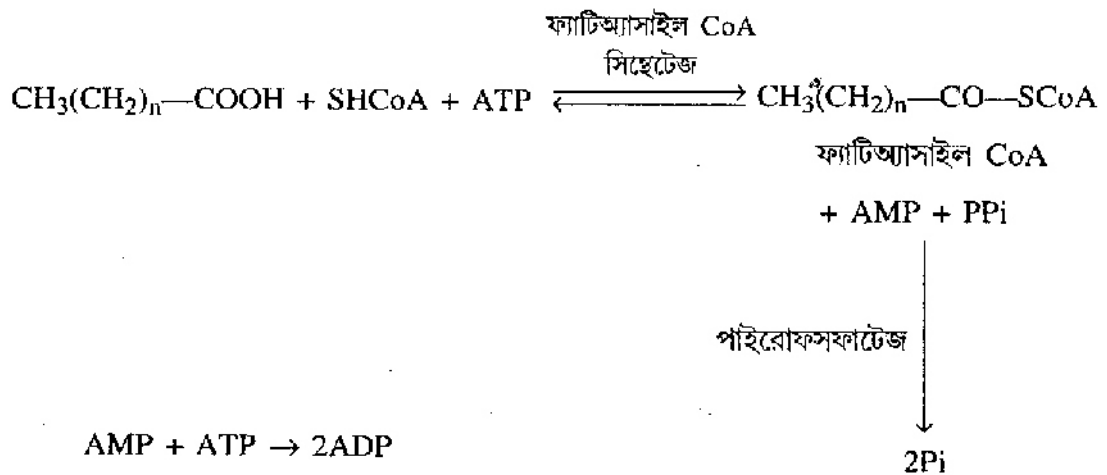 ফ্যাটিঅ্যাসাইল CoA
সিন্থেটেজ
CH₃(CH₂)ₙ—COOH + SHCoA + ATP ⇌ CH₃(CH₂)ₙ—CO—SCoA
ফ্যাটিঅ্যাসাইল CoA
+ AMP + PPi
পাইরোফসফাটেজ
AMP + ATP → 2ADP
2Pi